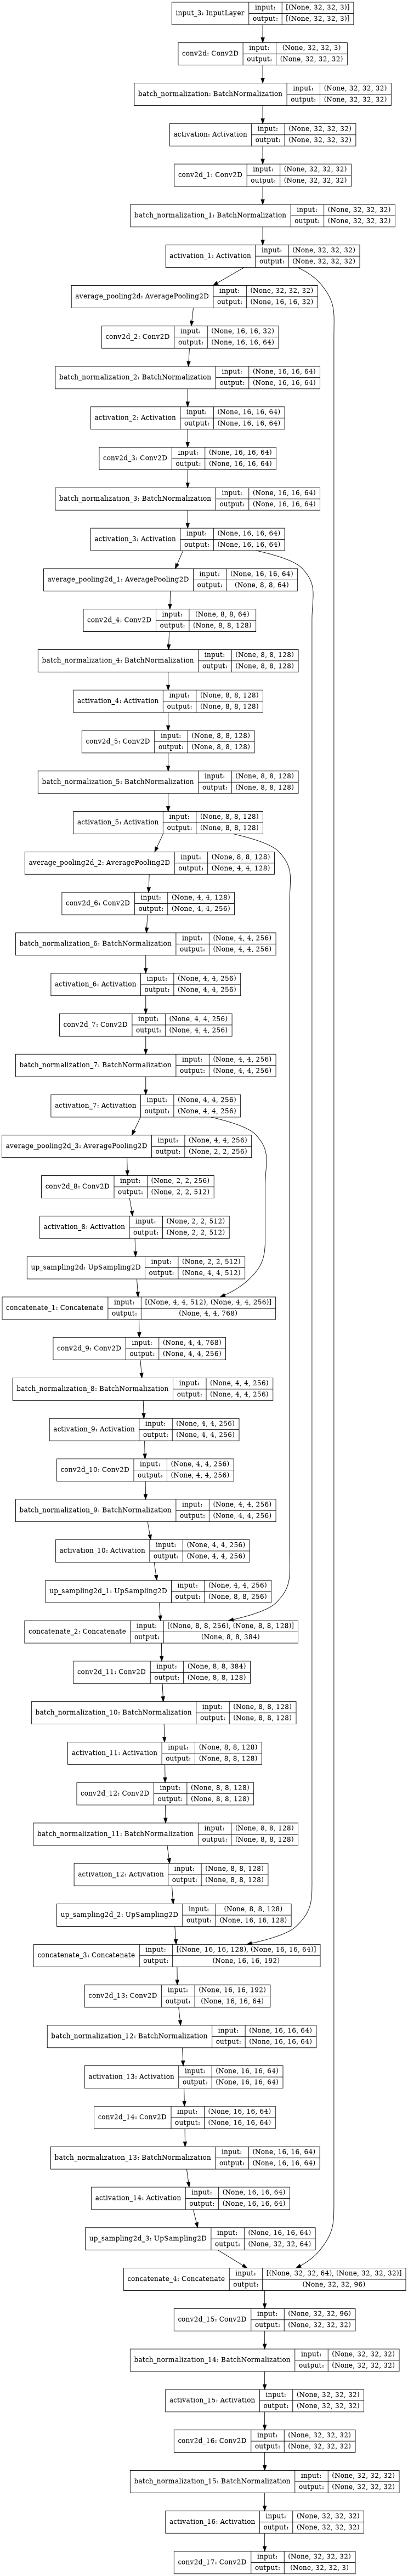 input_3: InputLayer
input:
[(None, 32, 32, 3)]
output:
[(None, 32, 32, 3)]
conv2d: Conv2D
input:
(None, 32, 32, 3)
output:
(None, 32, 32, 32)
batch_normalization: BatchNormalization
input:
(None, 32, 32, 32)
output:
(None, 32, 32, 32)
activation: Activation
input:
(None, 32, 32, 32)
output:
(None, 32, 32, 32)
conv2d_1: Conv2D
input:
(None, 32, 32, 32)
output:
(None, 32, 32, 32)
batch_normalization_1: BatchNormalization
input:
(None, 32, 32, 32)
output:
(None, 32, 32, 32)
activation_1: Activation
input:
(None, 32, 32, 32)
output:
(None, 32, 32, 32)
average_pooling2d: AveragePooling2D
input:
(None, 32, 32, 32)
output:
(None, 16, 16, 32)
conv2d_2: Conv2D
input:
(None, 16, 16, 32)
output:
(None, 16, 16, 64)
batch_normalization_2: BatchNormalization
input:
(None, 16, 16, 64)
output:
(None, 16, 16, 64)
activation_2: Activation
input:
(None, 16, 16, 64)
output:
(None, 16, 16, 64)
conv2d_3: Conv2D
input:
(None, 16, 16, 64)
output:
(None, 16, 16, 64)
batch_normalization_3: BatchNormalization
input:
(None, 16, 16, 64)
output:
(None, 16, 16, 64)
activation_3: Activation
input:
(None, 16, 16, 64)
output:
(None, 16, 16, 64)
average_pooling2d_1: AveragePooling2D
input:
(None, 16, 16, 64)
output:
(None, 8, 8, 64)
conv2d_4: Conv2D
input:
(None, 8, 8, 64)
output:
(None, 8, 8, 128)
batch_normalization_4: BatchNormalization
input:
(None, 8, 8, 128)
output:
(None, 8, 8, 128)
activation_4: Activation
input:
(None, 8, 8, 128)
output:
(None, 8, 8, 128)
conv2d_5: Conv2D
input:
(None, 8, 8, 128)
output:
(None, 8, 8, 128)
batch_normalization_5: BatchNormalization
input:
(None, 8, 8, 128)
output:
(None, 8, 8, 128)
activation_5: Activation
input:
(None, 8, 8, 128)
output:
(None, 8, 8, 128)
average_pooling2d_2: AveragePooling2D
input:
(None, 8, 8, 128)
output:
(None, 4, 4, 128)
conv2d_6: Conv2D
input:
(None, 4, 4, 128)
output:
(None, 4, 4, 256)
batch_normalization_6: BatchNormalization
input:
(None, 4, 4, 256)
output:
(None, 4, 4, 256)
activation_6: Activation
input:
(None, 4, 4, 256)
output:
(None, 4, 4, 256)
conv2d_7: Conv2D
input:
(None, 4, 4, 256)
output:
(None, 4, 4, 256)
batch_normalization_7: BatchNormalization
input:
(None, 4, 4, 256)
output:
(None, 4, 4, 256)
activation_7: Activation
input:
(None, 4, 4, 256)
output:
(None, 4, 4, 256)
average_pooling2d_3: AveragePooling2D
input:
(None, 4, 4, 256)
output:
(None, 2, 2, 256)
conv2d_8: Conv2D
input:
(None, 2, 2, 256)
output:
(None, 2, 2, 512)
activation_8: Activation
input:
(None, 2, 2, 512)
output:
(None, 2, 2, 512)
up_sampling2d: UpSampling2D
input:
(None, 2, 2, 512)
output:
(None, 4, 4, 512)
concatenate_1: Concatenate
input:
[(None, 4, 4, 512), (None, 4, 4, 256)]
output:
(None, 4, 4, 768)
conv2d_9: Conv2D
input:
(None, 4, 4, 768)
output:
(None, 4, 4, 256)
batch_normalization_8: BatchNormalization
input:
(None, 4, 4, 256)
output:
(None, 4, 4, 256)
activation_9: Activation
input:
(None, 4, 4, 256)
output:
(None, 4, 4, 256)
conv2d_10: Conv2D
input:
(None, 4, 4, 256)
output:
(None, 4, 4, 256)
batch_normalization_9: BatchNormalization
input:
(None, 4, 4, 256)
output:
(None, 4, 4, 256)
activation_10: Activation
input:
(None, 4, 4, 256)
output:
(None, 4, 4, 256)
up_sampling2d_1: UpSampling2D
input:
(None, 4, 4, 256)
output:
(None, 8, 8, 256)
concatenate_2: Concatenate
input:
[(None, 8, 8, 256), (None, 8, 8, 128)]
output:
(None, 8, 8, 384)
conv2d_11: Conv2D
input:
(None, 8, 8, 384)
output:
(None, 8, 8, 128)
batch_normalization_10: BatchNormalization
input:
(None, 8, 8, 128)
output:
(None, 8, 8, 128)
activation_11: Activation
input:
(None, 8, 8, 128)
output:
(None, 8, 8, 128)
conv2d_12: Conv2D
input:
(None, 8, 8, 128)
output:
(None, 8, 8, 128)
batch_normalization_11: BatchNormalization
input:
(None, 8, 8, 128)
output:
(None, 8, 8, 128)
activation_12: Activation
input:
(None, 8, 8, 128)
output:
(None, 8, 8, 128)
up_sampling2d_2: UpSampling2D
input:
(None, 8, 8, 128)
output:
(None, 16, 16, 128)
concatenate_3: Concatenate
input:
[(None, 16, 16, 128), (None, 16, 16, 64)]
output:
(None, 16, 16, 192)
conv2d_13: Conv2D
input:
(None, 16, 16, 192)
output:
(None, 16, 16, 64)
batch_normalization_12: BatchNormalization
input:
(None, 16, 16, 64)
output:
(None, 16, 16, 64)
activation_13: Activation
input:
(None, 16, 16, 64)
output:
(None, 16, 16, 64)
conv2d_14: Conv2D
input:
(None, 16, 16, 64)
output:
(None, 16, 16, 64)
batch_normalization_13: BatchNormalization
input:
(None, 16, 16, 64)
output:
(None, 16, 16, 64)
activation_14: Activation
input:
(None, 16, 16, 64)
output:
(None, 16, 16, 64)
up_sampling2d_3: UpSampling2D
input:
(None, 16, 16, 64)
output:
(None, 32, 32, 64)
concatenate_4: Concatenate
input:
[(None, 32, 32, 64), (None, 32, 32, 32)]
output:
(None, 32, 32, 96)
conv2d_15: Conv2D
input:
(None, 32, 32, 96)
output:
(None, 32, 32, 32)
batch_normalization_14: BatchNormalization
input:
(None, 32, 32, 32)
output:
(None, 32, 32, 32)
activation_15: Activation
input:
(None, 32, 32, 32)
output:
(None, 32, 32, 32)
conv2d_16: Conv2D
input:
(None, 32, 32, 32)
output:
(None, 32, 32, 32)
batch_normalization_15: BatchNormalization
input:
(None, 32, 32, 32)
output:
(None, 32, 32, 32)
activation_16: Activation
input:
(None, 32, 32, 32)
output:
(None, 32, 32, 32)
conv2d_17: Conv2D
input:
(None, 32, 32, 32)
output:
(None, 32, 32, 3)